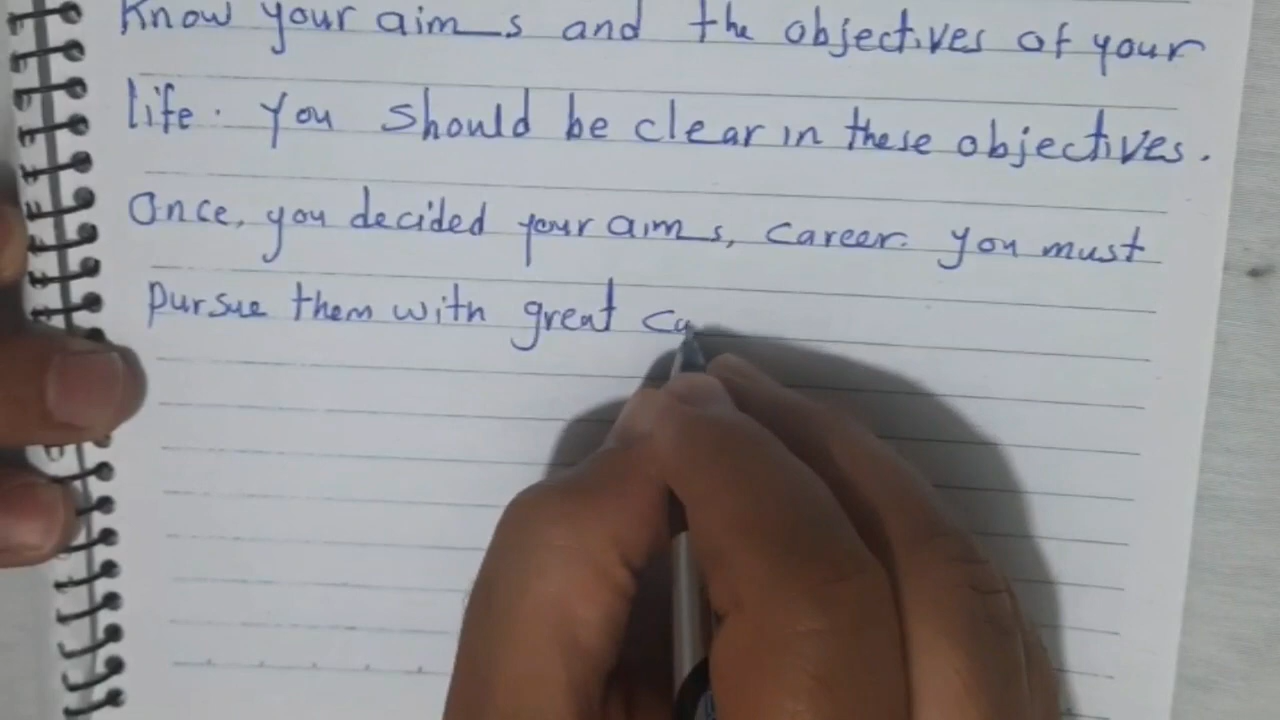 Know your aims and the objectives of your
life. You should be clear in these objectives.
Once, you decided your aims, career. you must
pursue them with great ca